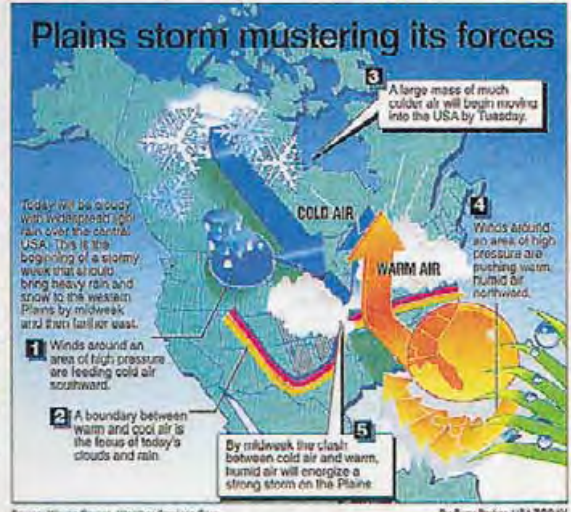 Plains storm mustering its forces
3
A large mass of much
colder air will begin moving
into the USA by Tuesday.
Today will be cloudy
with widespread light
rain over the central
USA. This is the
beginning of a stormy
week that should
bring heavy rain and
snow to the western
Plains by midweek
and then farther east.
COLD AIR
WARM AIR
4
Winds around
an area of high
pressure are
pushing warm,
humid air
northward.
1 Winds around an
area of high pressure
are feeding cold air
southward.
2 A boundary between
warm and cool air is
the focus of today's
clouds and rain.
5
By midweek the clash
between cold air and warm,
humid air will energize a
strong storm on the Plains
USA TODAY